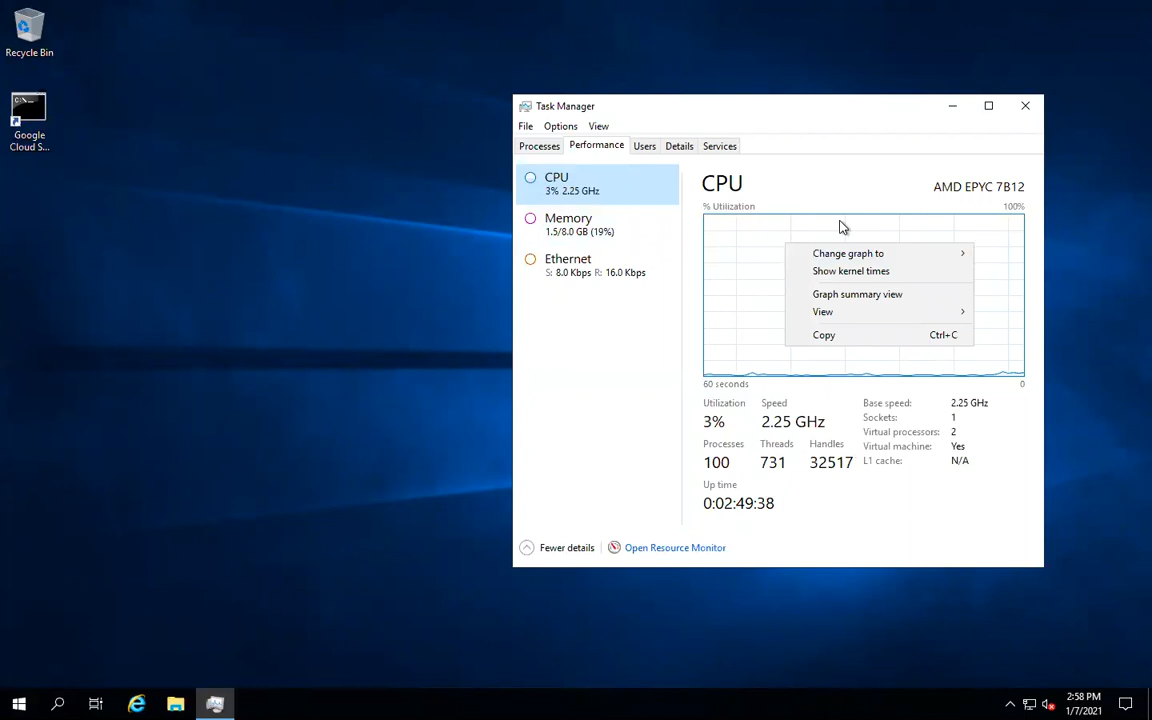 Recycle Bin
Google
Cloud S...
Task Manager
File Options View
Processes Performance Users Details Services
CPU
3% 2.25 GHz
Memory
1.5/8.0 GB (19%)
Ethernet
S: 8.0 Kbps R: 16.0 Kbps
CPU AMD EPYC 7B12
% Utilization 100%
Change graph to
Show kernel times
Graph summary view
View
Copy Ctrl+C
60 seconds 0
Utilization Speed
3% 2.25 GHz
Processes Threads Handles
100 731 32517
Up time
0:02:49:38
Base speed: 2.25 GHz
Sockets: 1
Virtual processors: 2
Virtual machine: Yes
L1 cache: N/A
Fewer details Open Resource Monitor
2:58 PM
1/7/2021